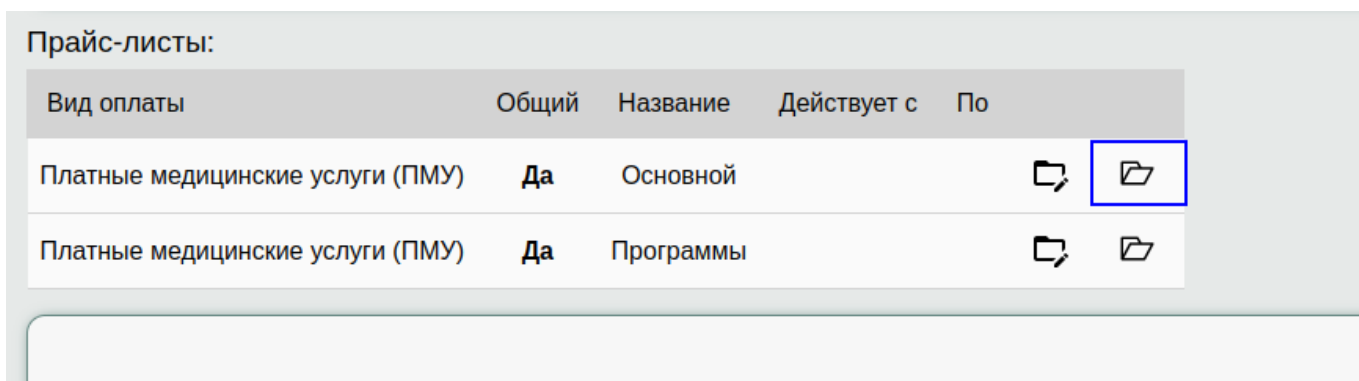 Прайс-листы:
Вид оплаты Общий Название Действует с По
Платные медицинские услуги (ПМУ) Да Основной
Платные медицинские услуги (ПМУ) Да Программы